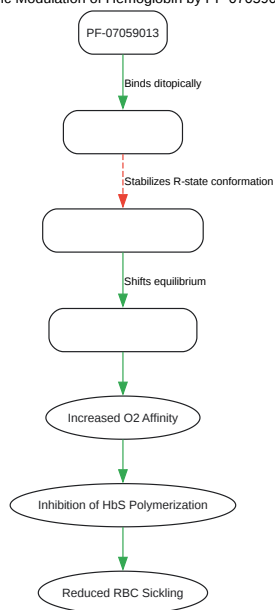 ic Modulation of Hemoglobin by PF-070590
PF-07059013
Binds ditopically
Stabilizes R-state conformation
Shifts equilibrium
Increased O2 Affinity
Inhibition of HbS Polymerization
Reduced RBC Sickling